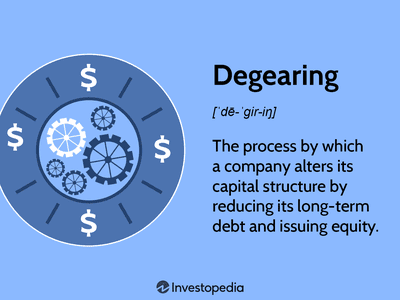 $
$
$
$
Degearing
[ˈdē-ˈgir-iŋ]
The process by which
a company alters its
capital structure by
reducing its long-term
debt and issuing equity.
Investopedia